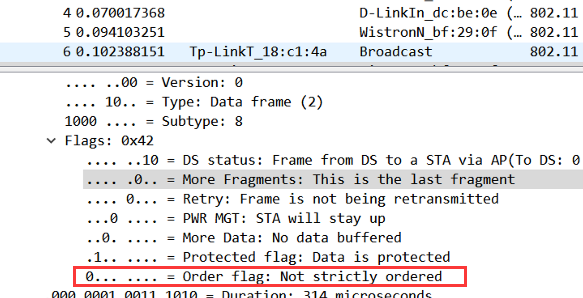 4 0.070017368 D-LinkIn_dc:be:0e (… 802.11
5 0.094103251 WistronN_bf:29:0f (… 802.11
6 0.102388151 Tp-LinkT_18:c1:4a Broadcast 802.11
.... ..00 = Version: 0
.... 10.. = Type: Data frame (2)
1000 .... = Subtype: 8
Flags: 0x42
.... ..10 = DS status: Frame from DS to a STA via AP(To DS: 0
.... .0.. = More Fragments: This is the last fragment
.... 0... = Retry: Frame is not being retransmitted
...0 .... = PWR MGT: STA will stay up
..0. .... = More Data: No data buffered
.1.. .... = Protected flag: Data is protected
0... .... = Order flag: Not strictly ordered
.000 0001 0011 1010 = Duration: 314 microseconds